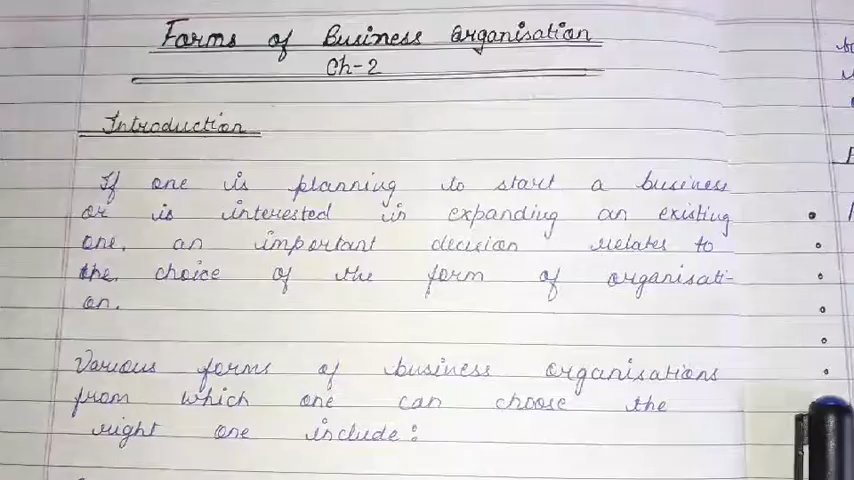 Forms of Business Organisation
Ch-2
Introduction
If one is planning to start a business
or is interested in expanding an existing
one, an important decision relates to
the choice of the form of organisati-
on.
Various forms of business organisations
from which one can choose the
right one include: